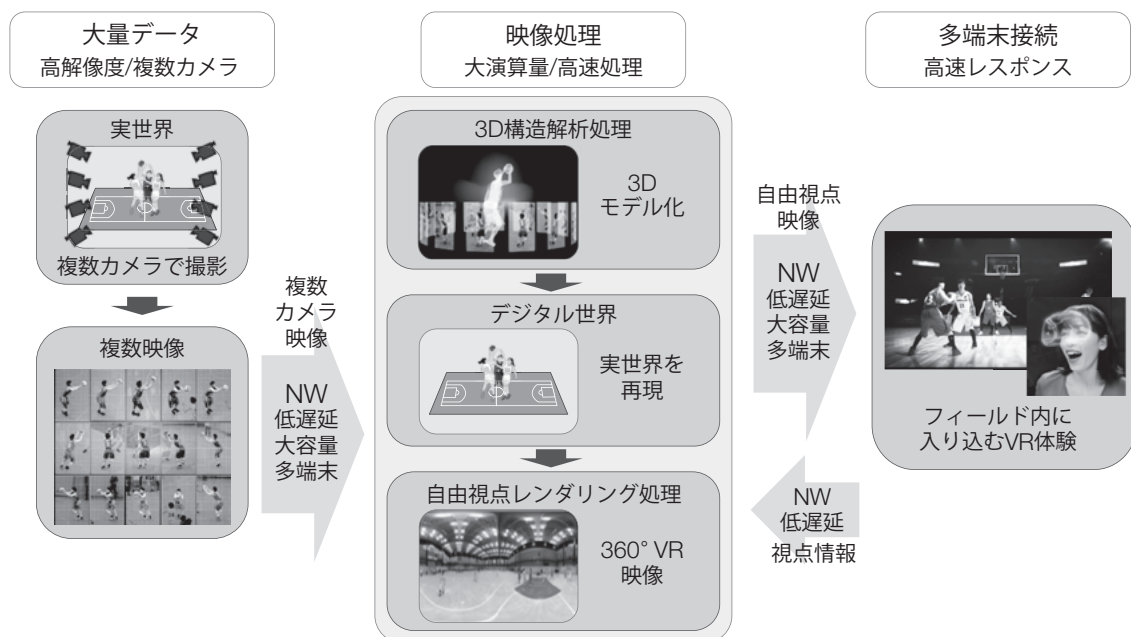 大量データ
高解像度/複数カメラ
実世界
複数カメラで撮影
複数映像
複数
カメラ
映像
NW
低遅延
大容量
多端末
映像処理
大演算量/高速処理
3D構造解析処理
3D
モデル化
デジタル世界
実世界を
再現
自由視点レンダリング処理
360° VR
映像
自由視点
映像
NW
低遅延
大容量
多端末
NW
低遅延
視点情報
多端末接続
高速レスポンス
フィールド内に
入り込むVR体験